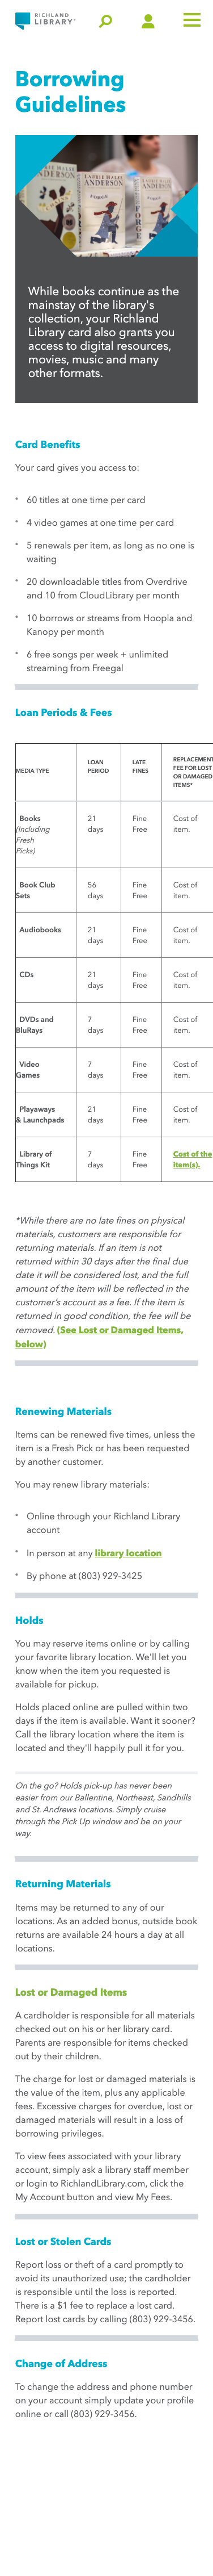 RICHLAND
LIBRARY
Borrowing
Guidelines
LAURIE HALSE
ANDERSON
FORGE
While books continue as the
mainstay of the library's
collection, your Richland
Library card also grants you
access to digital resources,
movies, music and many
other formats.
Card Benefits
Your card gives you access to:
* 60 titles at one time per card
* 4 video games at one time per card
* 5 renewals per item, as long as no one is
waiting
* 20 downloadable titles from Overdrive
and 10 from CloudLibrary per month
* 10 borrows or streams from Hoopla and
Kanopy per month
* 6 free songs per week + unlimited
streaming from Freegal
Loan Periods & Fees
MEDIA TYPE
LOAN
PERIOD
LATE
FINES
REPLACEMENT
FEE FOR LOST
OR DAMAGED
ITEMS*
Books
(Including
Fresh
Picks)
21
days
Fine
Free
Cost of
item.
Book Club
Sets
56
days
Fine
Free
Cost of
item.
Audiobooks
21
days
Fine
Free
Cost of
item.
CDs
21
days
Fine
Free
Cost of
item.
DVDs and
BluRays
7
days
Fine
Free
Cost of
item.
Video
Games
7
days
Fine
Free
Cost of
item.
Playaways
& Launchpads
21
days
Fine
Free
Cost of
item.
Library of
Things Kit
7
days
Fine
Free
Cost of the
item(s).
*While there are no late fines on physical
materials, customers are responsible for
returning materials. If an item is not
returned within 30 days after the final due
date it will be considered lost, and the full
amount of the item will be reflected in the
customer's account as a fee. If the item is
returned in good condition, the fee will be
removed. (See Lost or Damaged Items,
below)
Renewing Materials
Items can be renewed five times, unless the
item is a Fresh Pick or has been requested
by another customer.
You may renew library materials:
* Online through your Richland Library
account
* In person at any library location
* By phone at (803) 929-3425
Holds
You may reserve items online or by calling
your favorite library location. We'll let you
know when the item you requested is
available for pickup.
Holds placed online are pulled within two
days if the item is available. Want it sooner?
Call the library location where the item is
located and they'll happily pull it for you.
On the go? Holds pick-up has never been
easier from our Ballentine, Northeast, Sandhills
and St. Andrews locations. Simply cruise
through the Pick Up window and be on your
way.
Returning Materials
Items may be returned to any of our
locations. As an added bonus, outside book
returns are available 24 hours a day at all
locations.
Lost or Damaged Items
A cardholder is responsible for all materials
checked out on his or her library card.
Parents are responsible for items checked
out by their children.
The charge for lost or damaged materials is
the value of the item, plus any applicable
fees. Excessive charges for overdue, lost or
damaged materials will result in a loss of
borrowing privileges.
To view fees associated with your library
account, simply ask a library staff member
or login to RichlandLibrary.com, click the
My Account button and view My Fees.
Lost or Stolen Cards
Report loss or theft of a card promptly to
avoid its unauthorized use; the cardholder
is responsible until the loss is reported.
There is a $1 fee to replace a lost card.
Report lost cards by calling (803) 929-3456.
Change of Address
To change the address and phone number
on your account simply update your profile
online or call (803) 929-3456.